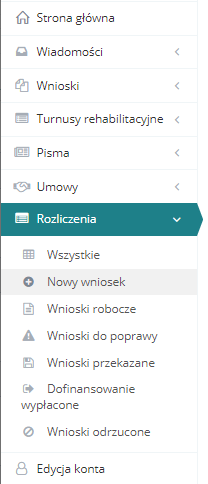 Strona główna
Wiadomości
Wnioski
Turnusy rehabilitacyjne
Pisma
Umowy
Rozliczenia
Wszystkie
Nowy wniosek
Wnioski robocze
Wnioski do poprawy
Wnioski przekazane
Dofinansowanie
wypłacone
Wnioski odrzucone
Edycja konta